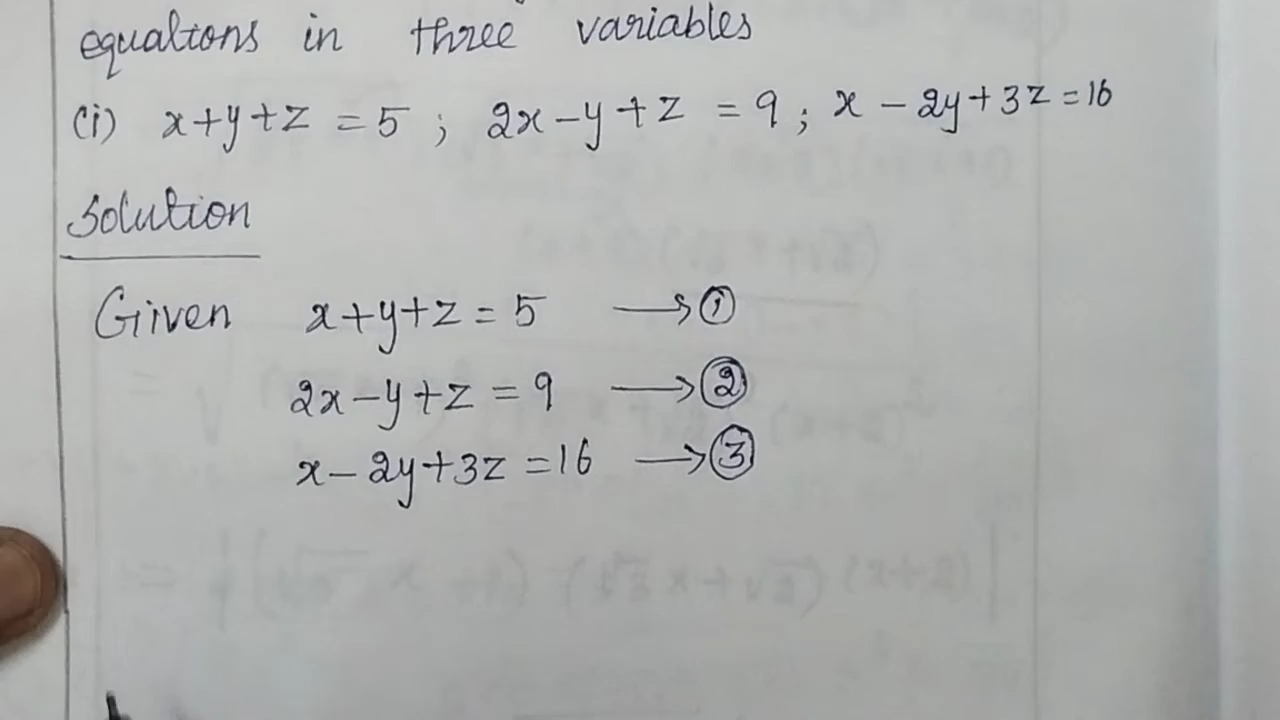 equations in three variables
(i) x+y+z = 5 ; 2x-y+z = 9 ; x - 2y+3z = 16
Solution
Given x+y+z = 5 → ①
2x-y+z = 9 → ②
x- 2y+3z = 16 → ③